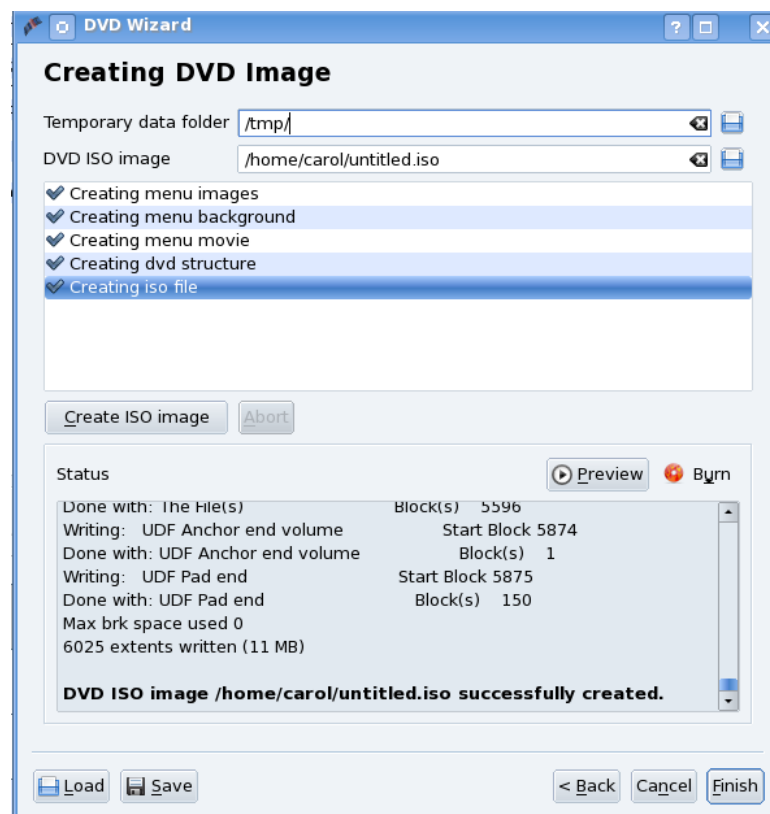 DVD Wizard
Creating DVD Image
Temporary data folder /tmp/
DVD ISO image /home/carol/untitled.iso
Creating menu images
Creating menu background
Creating menu movie
Creating dvd structure
Creating iso file
Create ISO image Abort
Status Preview Burn
Done with: The File(s) Block(s) 5596
Writing: UDF Anchor end volume Start Block 5874
Done with: UDF Anchor end volume Block(s) 1
Writing: UDF Pad end Start Block 5875
Done with: UDF Pad end Block(s) 150
Max brk space used 0
6025 extents written (11 MB)
DVD ISO image /home/carol/untitled.iso successfully created.
Load Save < Back Cancel Finish